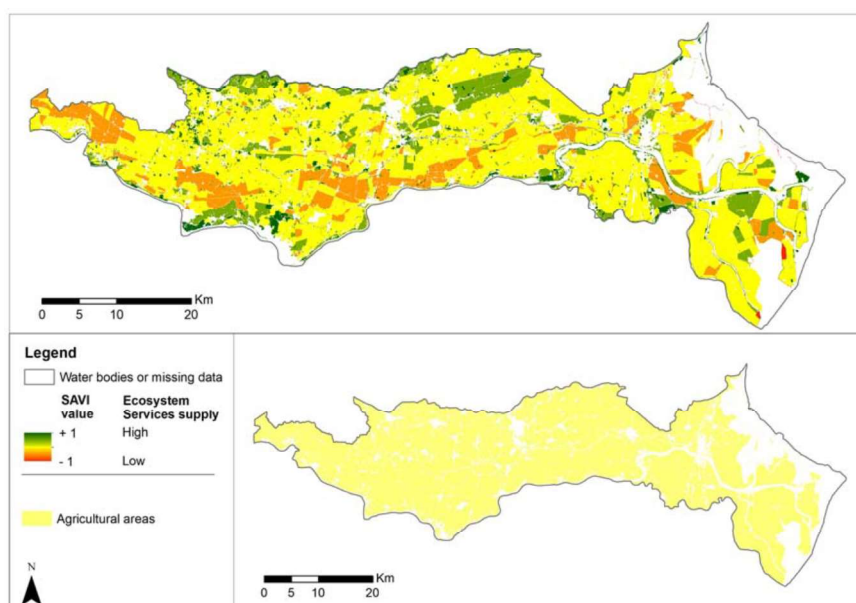 Km
0 5 10 20
Legend
Water bodies or missing data
SAVI value Ecosystem Services supply
+ 1 High
- 1 Low
Agricultural areas
N
Km
0 5 10 20